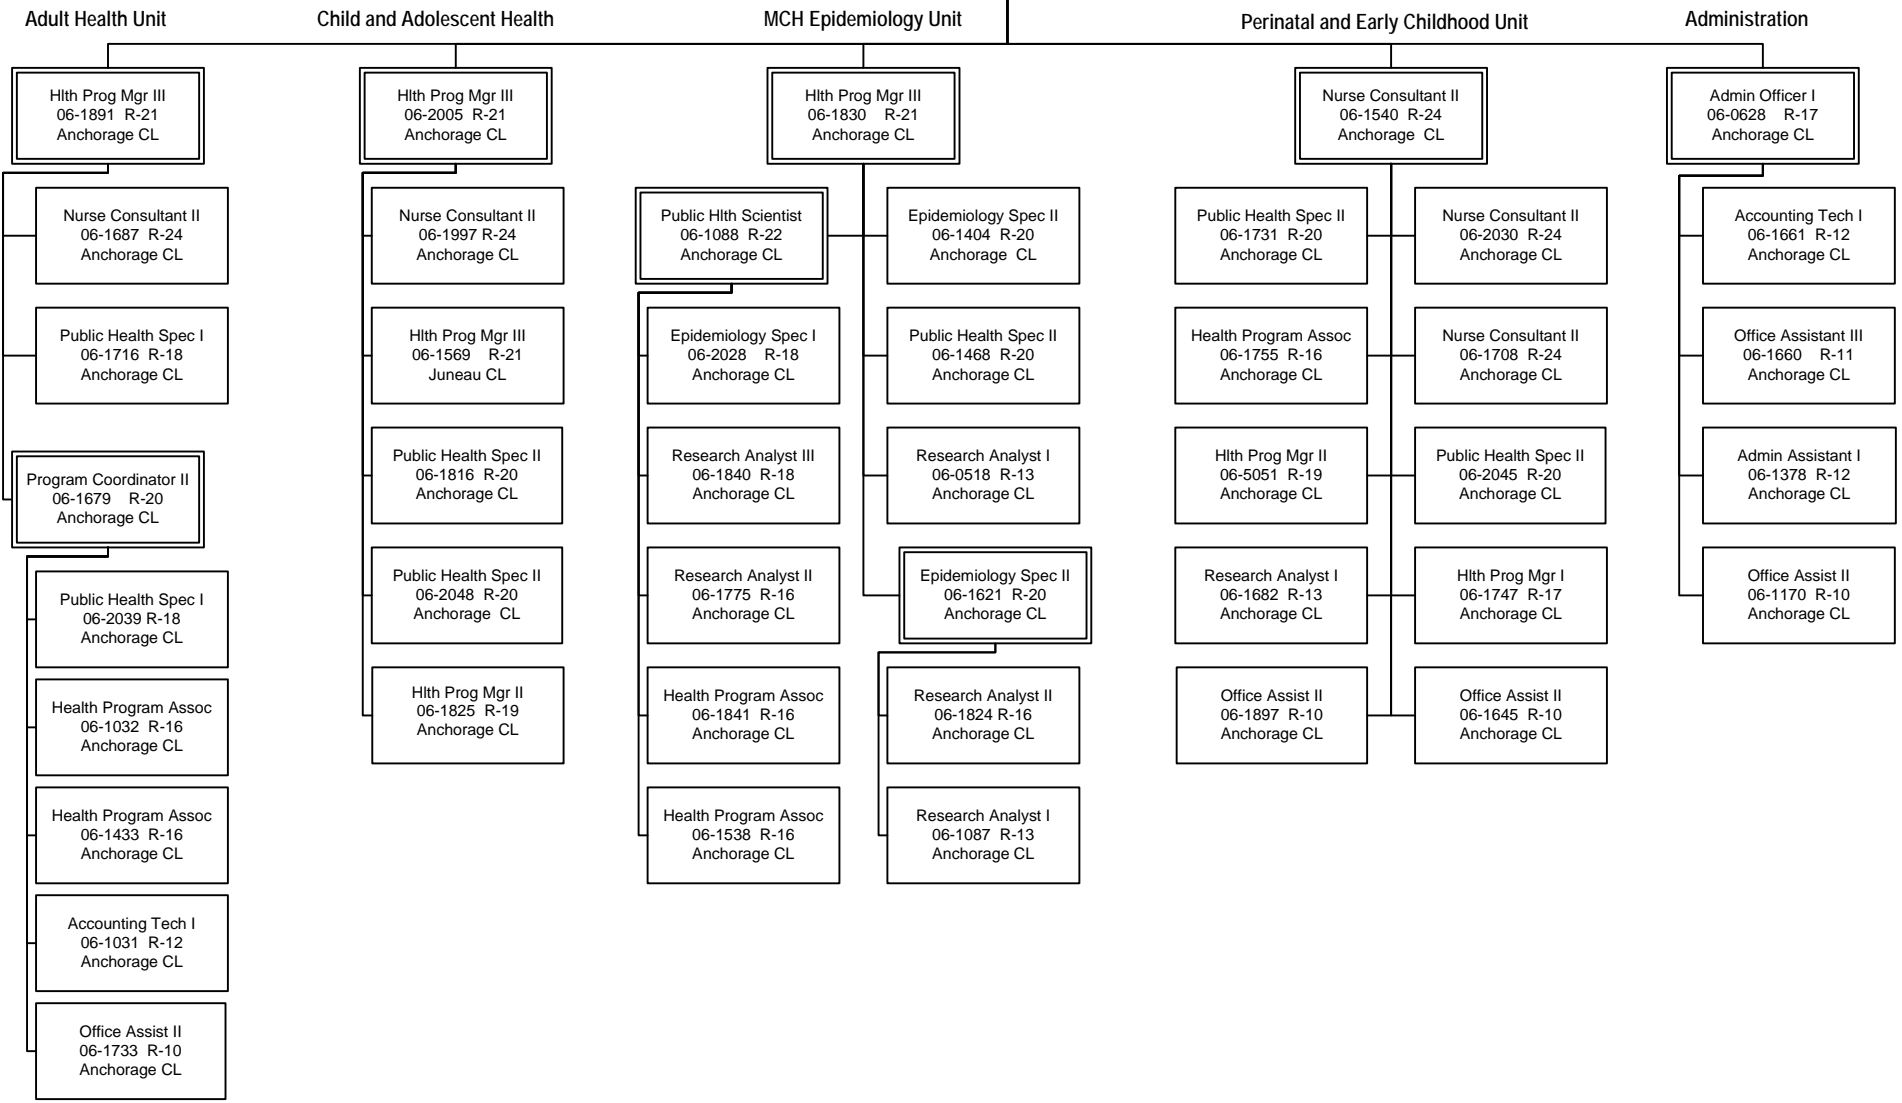 Adult Health Unit
Child and Adolescent Health
MCH Epidemiology Unit
Perinatal and Early Childhood Unit
Administration
Hlth Prog Mgr III
06-1891 R-21
Anchorage CL
Nurse Consultant II
06-1687 R-24
Anchorage CL
Public Health Spec I
06-1716 R-18
Anchorage CL
Program Coordinator II
06-1679 R-20
Anchorage CL
Public Health Spec I
06-2039 R-18
Anchorage CL
Health Program Assoc
06-1032 R-16
Anchorage CL
Health Program Assoc
06-1433 R-16
Anchorage CL
Accounting Tech I
06-1031 R-12
Anchorage CL
Office Assist II
06-1733 R-10
Anchorage CL
Hlth Prog Mgr III
06-2005 R-21
Anchorage CL
Nurse Consultant II
06-1997 R-24
Anchorage CL
Hlth Prog Mgr III
06-1569 R-21
Juneau CL
Public Health Spec II
06-1816 R-20
Anchorage CL
Public Health Spec II
06-2048 R-20
Anchorage CL
Hlth Prog Mgr II
06-1825 R-19
Anchorage CL
Hlth Prog Mgr III
06-1830 R-21
Anchorage CL
Public Hlth Scientist
06-1088 R-22
Anchorage CL
Epidemiology Spec I
06-2028 R-18
Anchorage CL
Research Analyst III
06-1840 R-18
Anchorage CL
Research Analyst II
06-1775 R-16
Anchorage CL
Health Program Assoc
06-1841 R-16
Anchorage CL
Health Program Assoc
06-1538 R-16
Anchorage CL
Epidemiology Spec II
06-1404 R-20
Anchorage CL
Public Health Spec II
06-1468 R-20
Anchorage CL
Research Analyst I
06-0518 R-13
Anchorage CL
Epidemiology Spec II
06-1621 R-20
Anchorage CL
Research Analyst II
06-1824 R-16
Anchorage CL
Research Analyst I
06-1087 R-13
Anchorage CL
Nurse Consultant II
06-1540 R-24
Anchorage CL
Public Health Spec II
06-1731 R-20
Anchorage CL
Health Program Assoc
06-1755 R-16
Anchorage CL
Hlth Prog Mgr II
06-5051 R-19
Anchorage CL
Research Analyst I
06-1682 R-13
Anchorage CL
Office Assist II
06-1897 R-10
Anchorage CL
Nurse Consultant II
06-2030 R-24
Anchorage CL
Nurse Consultant II
06-1708 R-24
Anchorage CL
Public Health Spec II
06-2045 R-20
Anchorage CL
Hlth Prog Mgr I
06-1747 R-17
Anchorage CL
Office Assist II
06-1645 R-10
Anchorage CL
Admin Officer I
06-0628 R-17
Anchorage CL
Accounting Tech I
06-1661 R-12
Anchorage CL
Office Assistant III
06-1660 R-11
Anchorage CL
Admin Assistant I
06-1378 R-12
Anchorage CL
Office Assist II
06-1170 R-10
Anchorage CL